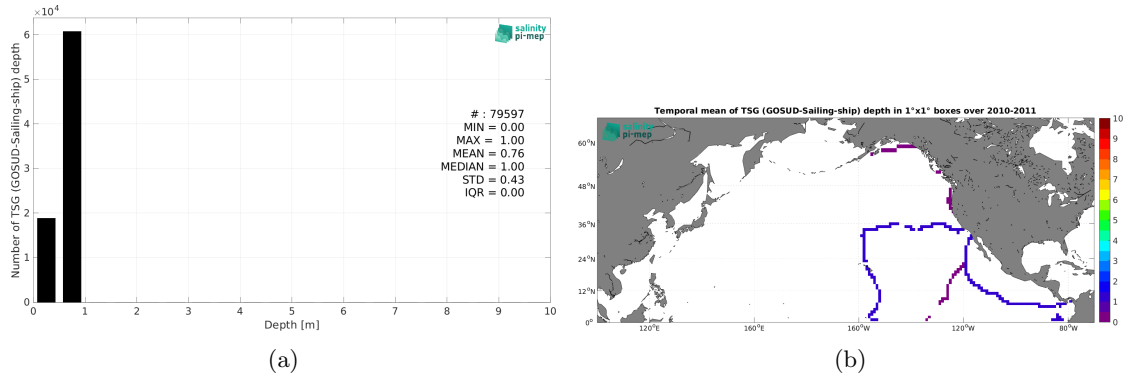 ×10⁴
6
5
4
3
2
1
0
Number of TSG (GOSUD-Sailing-ship) depth
salinity
pi-mep
# : 79597
MIN = 0.00
MAX = 1.00
MEAN = 0.76
MEDIAN = 1.00
STD = 0.43
IQR = 0.00
0 1 2 3 4 5 6 7 8 9 10
Depth [m]
(a)
Temporal mean of TSG (GOSUD-Sailing-ship) depth in 1°x1° boxes over 2010-2011
salinity
pi-mep
60°N
48°N
36°N
24°N
12°N
0°
120°E 160°E 160°W 120°W 80°W
10
9
8
7
6
5
4
3
2
1
0
(b)